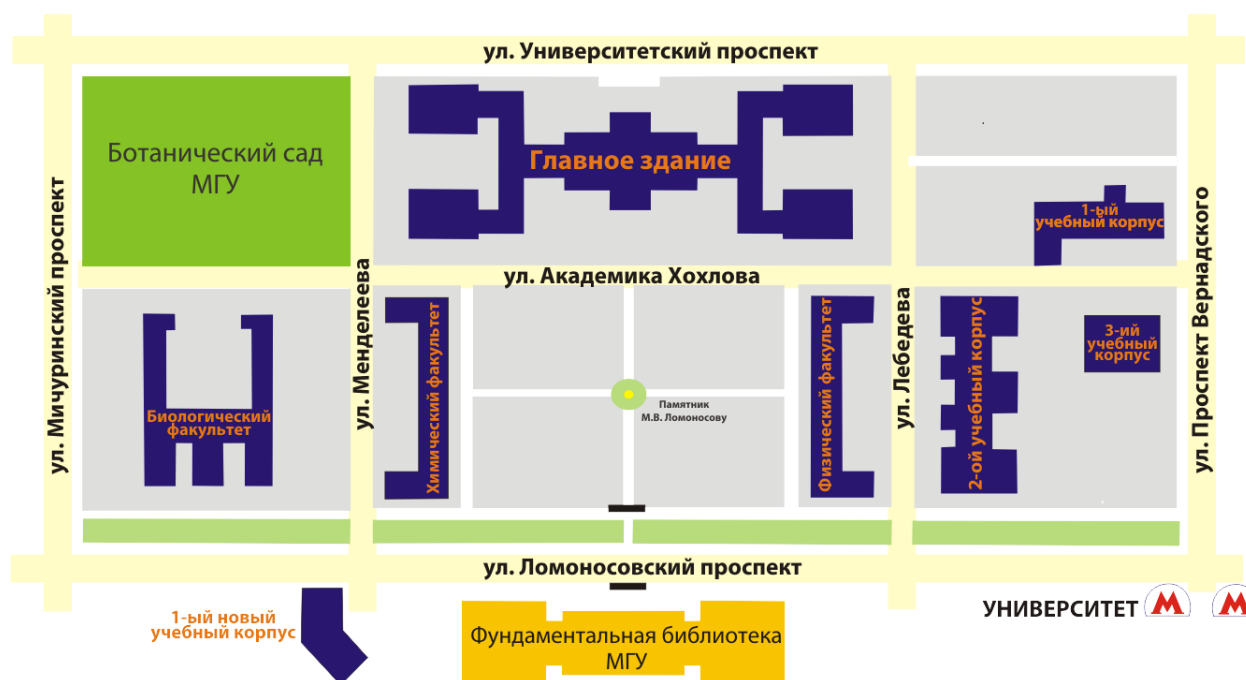 ул. Университетский проспект
Ботанический сад
МГУ
Главное здание
ул. Мичуринский проспект
ул. Менделеева
ул. Академика Хохлова
1-ый
учебный корпус
ул. Проспект Вернадского
Биологический
факультет
Химический факультет
Памятник
М.В. Ломоносову
Физический факультет
ул. Лебедева
2-ой учебный корпус
3-ий
учебный
корпус
ул. Ломоносовский проспект
1-ый новый
учебный корпус
Фундаментальная библиотека
МГУ
УНИВЕРСИТЕТ М М